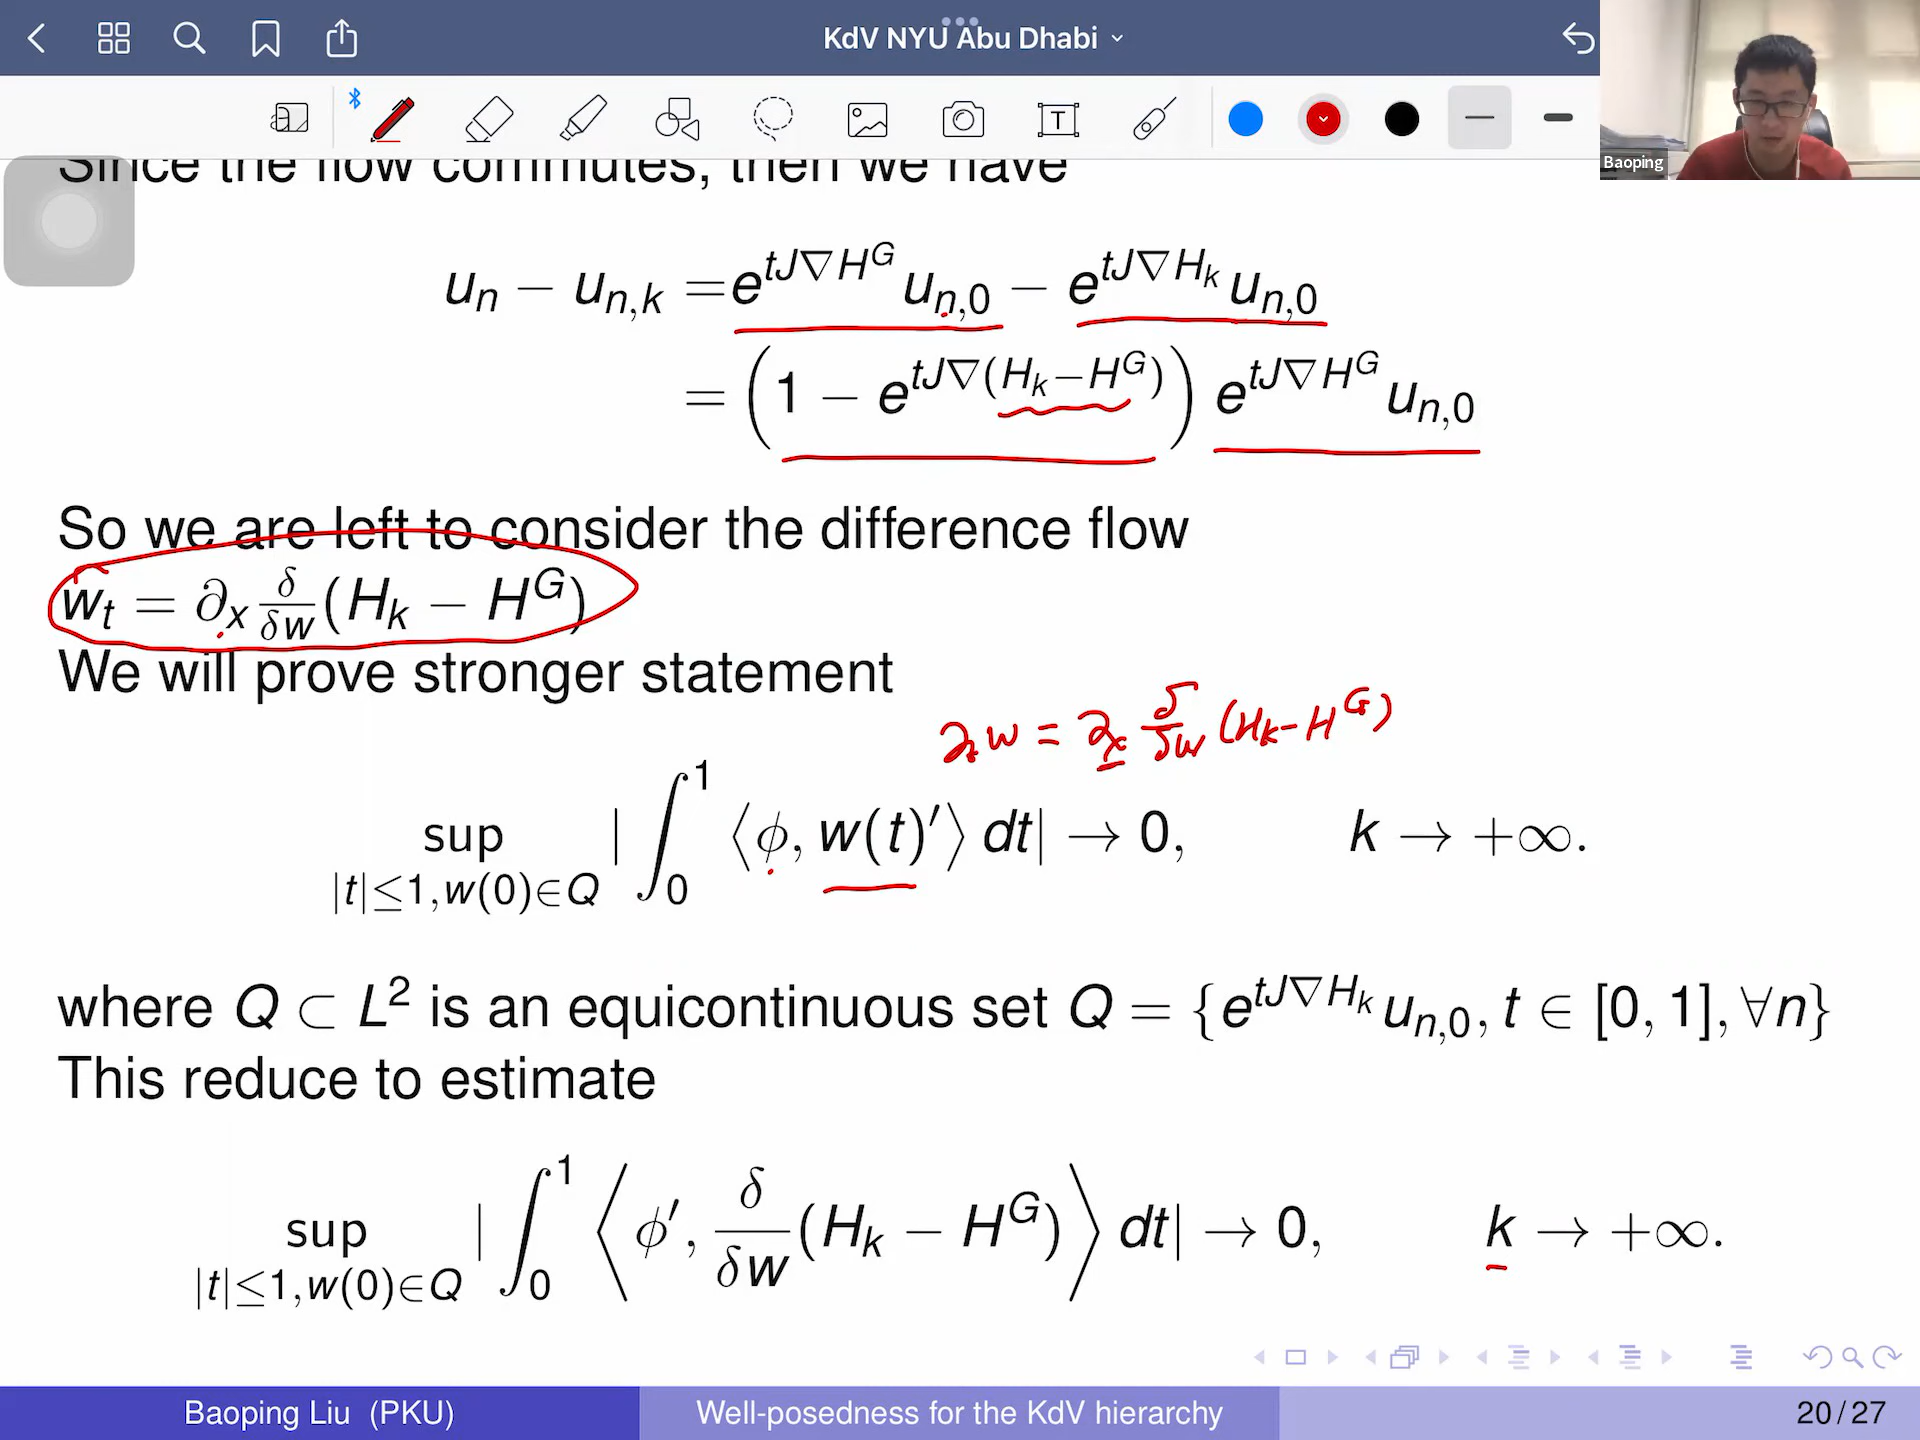 KdV NYU Abu Dhabi
T
Baoping
Since the flow commutes, then we have
uₙ − uₙ,ₖ =e^{tJ∇H^G} u_{n,0} − e^{tJ∇H_k} u_{n,0}
= (1 − e^{tJ∇(H_k−H^G)}) e^{tJ∇H^G} u_{n,0}
So we are left to consider the difference flow
w_t = ∂_x δ/δw (H_k − H^G)
We will prove stronger statement
∂_t w = ∂_x δ/δw (H_k − H^G)
sup_{|t|≤1,w(0)∈Q} |∫_0^1 ⟨ϕ, w(t)′⟩ dt| → 0, k → +∞.
where Q ⊂ L² is an equicontinuous set Q = {e^{tJ∇H_k} u_{n,0}, t ∈ [0, 1], ∀n}
This reduce to estimate
sup_{|t|≤1,w(0)∈Q} |∫_0^1 ⟨ϕ′, δ/δw (H_k − H^G)⟩ dt| → 0, k → +∞.
Baoping Liu (PKU) Well-posedness for the KdV hierarchy 20 / 27